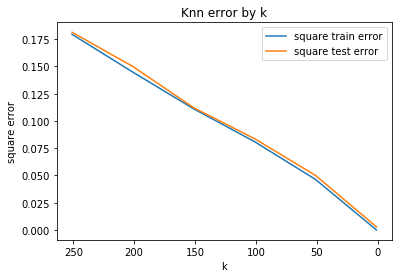 Knn error by k
square train error
square test error
0.175
0.150
0.125
0.100
0.075
0.050
0.025
0.000
square error
250 200 150 100 50 0
k